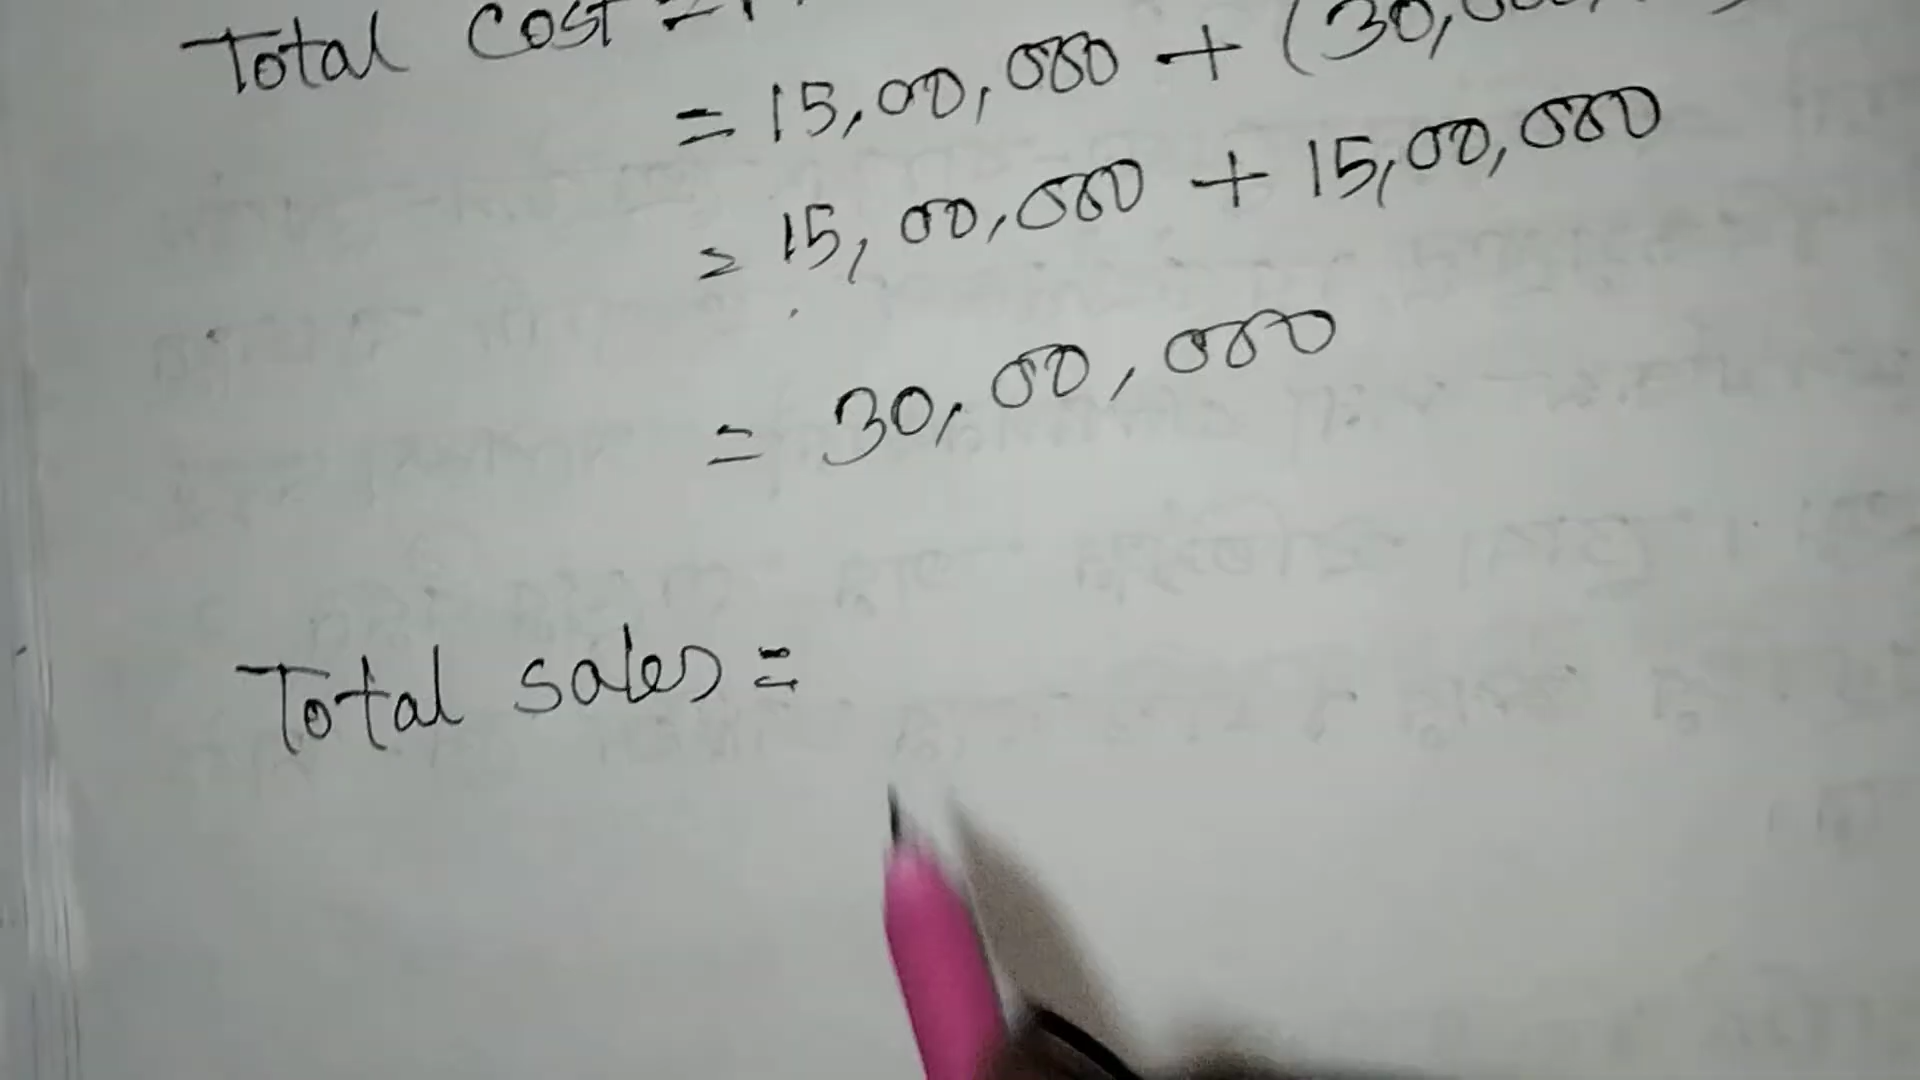 Total Cost =
= 15,00,000 + (30,
= 15,00,000 + 15,00,000
= 30,00,000
Total sales =